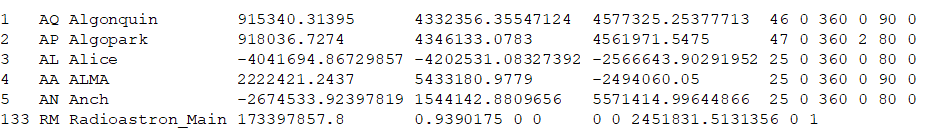 1 AQ Algonquin 915340.31395 4332356.35547124 4577325.25377713 46 0 360 0 90 0
2 AP Algopark 918036.7274 4346133.0783 4561971.5475 47 0 360 2 80 0
3 AL Alice -4041694.86729857 -4202531.08327392 -2566643.90291952 25 0 360 0 80 0
4 AA ALMA 2222421.2437 5433180.9779 -2494060.05 25 0 360 0 90 0
5 AN Anch -2674533.92397819 1544142.8809656 5571414.99644866 25 0 360 0 80 0
133 RM Radioastron_Main 173397857.8 0.9390175 0 0 0 0 2451831.5131356 0 1